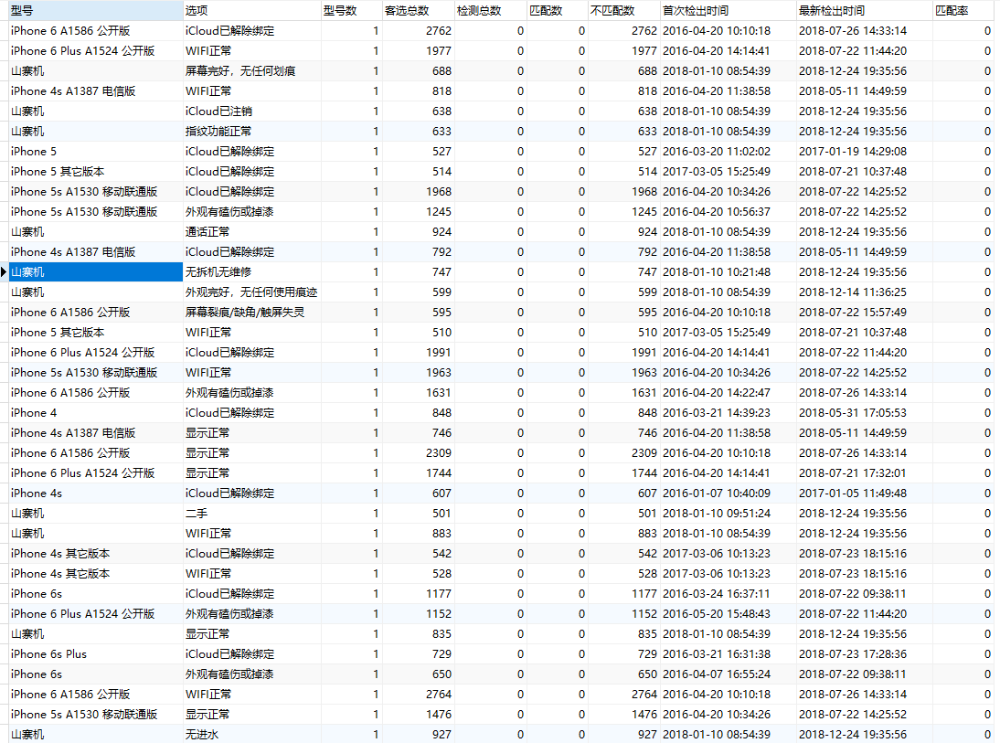 型号 选项 型号数 客选总数 检测总数 匹配数 不匹配数 首次检出时间 最新检出时间 匹配率
iPhone 6 A1586 公开版 iCloud已解除绑定 1 2762 0 0 2762 2016-04-20 10:10:18 2018-07-26 14:33:14 0
iPhone 6 Plus A1524 公开版 WIFI正常 1 1977 0 0 1977 2016-04-20 14:14:41 2018-07-22 11:44:20 0
山寨机 屏幕完好，无任何划痕 1 688 0 0 688 2018-01-10 08:54:39 2018-12-24 19:35:56 0
iPhone 4s A1387 电信版 WIFI正常 1 818 0 0 818 2016-04-20 11:38:58 2018-05-11 14:49:59 0
山寨机 iCloud已注销 1 638 0 0 638 2018-01-10 08:54:39 2018-12-24 19:35:56 0
山寨机 指纹功能正常 1 633 0 0 633 2018-01-10 08:54:39 2018-12-24 19:35:56 0
iPhone 5 iCloud已解除绑定 1 527 0 0 527 2016-03-20 11:02:02 2017-01-19 14:29:08 0
iPhone 5 其它版本 iCloud已解除绑定 1 514 0 0 514 2017-03-05 15:25:49 2018-07-21 10:37:48 0
iPhone 5s A1530 移动联通版 iCloud已解除绑定 1 1968 0 0 1968 2016-04-20 10:34:26 2018-07-22 14:25:52 0
iPhone 5s A1530 移动联通版 外观有磕伤或掉漆 1 1245 0 0 1245 2016-04-20 10:56:37 2018-07-22 14:25:52 0
山寨机 通话正常 1 924 0 0 924 2018-01-10 08:54:39 2018-12-24 19:35:56 0
iPhone 4s A1387 电信版 iCloud已解除绑定 1 792 0 0 792 2016-04-20 11:38:58 2018-05-11 14:49:59 0
山寨机 无拆机无维修 1 747 0 0 747 2018-01-10 10:21:48 2018-12-24 19:35:56 0
山寨机 外观完好，无任何使用痕迹 1 599 0 0 599 2018-01-10 08:54:39 2018-12-14 11:36:25 0
iPhone 6 A1586 公开版 屏幕裂痕/缺角/触屏失灵 1 595 0 0 595 2016-04-20 10:10:18 2018-07-22 15:57:49 0
iPhone 5 其它版本 WIFI正常 1 510 0 0 510 2017-03-05 15:25:49 2018-07-21 10:37:48 0
iPhone 6 Plus A1524 公开版 iCloud已解除绑定 1 1991 0 0 1991 2016-04-20 14:14:41 2018-07-22 11:44:20 0
iPhone 5s A1530 移动联通版 WIFI正常 1 1963 0 0 1963 2016-04-20 10:34:26 2018-07-22 14:25:52 0
iPhone 6 A1586 公开版 外观有磕伤或掉漆 1 1631 0 0 1631 2016-04-20 14:22:47 2018-07-26 14:33:14 0
iPhone 4 iCloud已解除绑定 1 848 0 0 848 2016-03-21 14:39:23 2018-05-31 17:05:53 0
iPhone 4s A1387 电信版 显示正常 1 746 0 0 746 2016-04-20 11:38:58 2018-05-11 14:49:59 0
iPhone 6 A1586 公开版 显示正常 1 2309 0 0 2309 2016-04-20 10:10:18 2018-07-26 14:33:14 0
iPhone 6 Plus A1524 公开版 显示正常 1 1744 0 0 1744 2016-04-20 14:14:41 2018-07-21 17:32:01 0
iPhone 4s iCloud已解除绑定 1 607 0 0 607 2016-01-07 10:40:09 2017-01-05 11:49:48 0
山寨机 二手 1 501 0 0 501 2018-01-10 09:51:24 2018-12-24 19:35:56 0
山寨机 WIFI正常 1 883 0 0 883 2018-01-10 08:54:39 2018-12-24 19:35:56 0
iPhone 4s 其它版本 iCloud已解除绑定 1 542 0 0 542 2017-03-06 10:13:23 2018-07-23 18:15:16 0
iPhone 4s 其它版本 WIFI正常 1 528 0 0 528 2017-03-06 10:13:23 2018-07-23 18:15:16 0
iPhone 6s iCloud已解除绑定 1 1177 0 0 1177 2016-03-24 16:37:11 2018-07-22 09:38:11 0
iPhone 6 Plus A1524 公开版 外观有磕伤或掉漆 1 1152 0 0 1152 2016-05-20 15:48:43 2018-07-22 11:44:20 0
山寨机 显示正常 1 835 0 0 835 2018-01-10 08:54:39 2018-12-24 19:35:56 0
iPhone 6s Plus iCloud已解除绑定 1 729 0 0 729 2016-03-21 16:31:38 2018-07-23 17:28:36 0
iPhone 6s 外观有磕伤或掉漆 1 650 0 0 650 2016-04-07 16:55:24 2018-07-22 09:38:11 0
iPhone 6 A1586 公开版 WIFI正常 1 2764 0 0 2764 2016-04-20 10:10:18 2018-07-26 14:33:14 0
iPhone 5s A1530 移动联通版 显示正常 1 1476 0 0 1476 2016-04-20 10:34:26 2018-07-22 14:25:52 0
山寨机 无进水 1 927 0 0 927 2018-01-10 08:54:39 2018-12-24 19:35:56 0